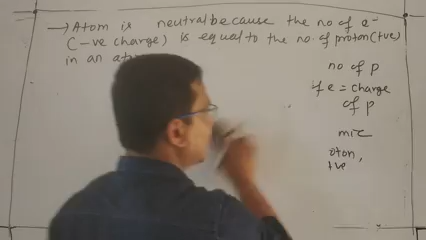 → Atom is neutral because the no of e-
(-ve charge) is equal to the no. of proton (+ve)
in an
no of p
if e = charge
of p
mic
oton,
+ve